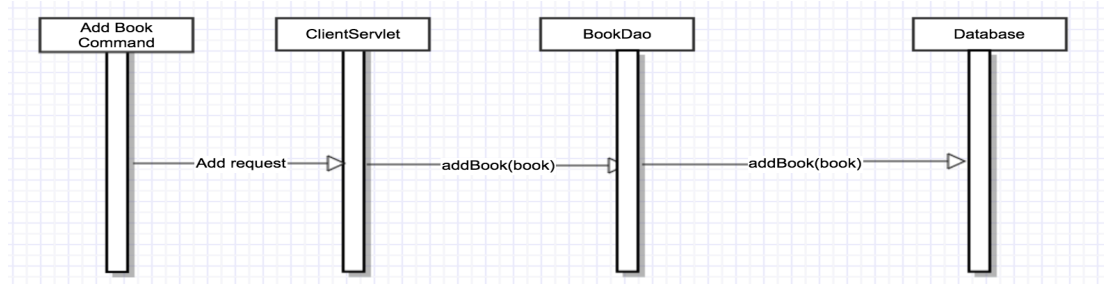 Add Book
Command
ClientServlet
BookDao
Database
Add request
addBook(book)
addBook(book)